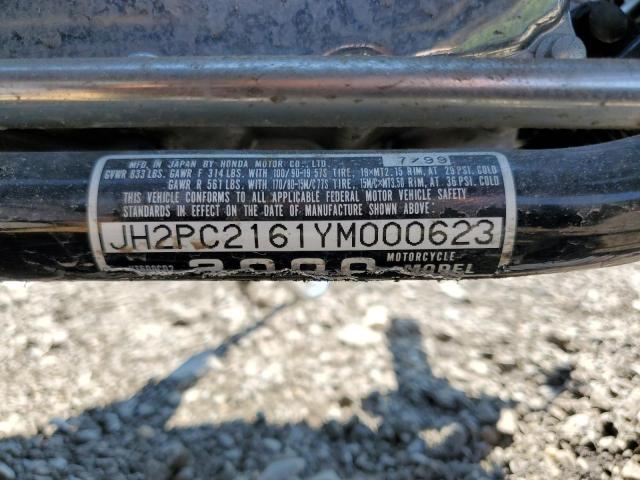 MFD. IN JAPAN BY HONDA MOTOR CO., LTD. 7/99
GVWR 833 LBS. GAWR F 314 LBS. WITH 100/90-19 57S TIRE, 19×MT2.15 RIM, AT 29 PSI. COLD
GAWR R 561 LBS. WITH 170/80-15M/C77S TIRE, 15M/C×MT3.50 RIM, AT 36 PSI. COLD
THIS VEHICLE CONFORMS TO ALL APPLICABLE FEDERAL MOTOR VEHICLE SAFETY
STANDARDS IN EFFECT ON THE DATE OF MANUFACTURE SHOWN ABOVE.
JH2PC2161YM000623
2000 MOTORCYCLE
MODEL